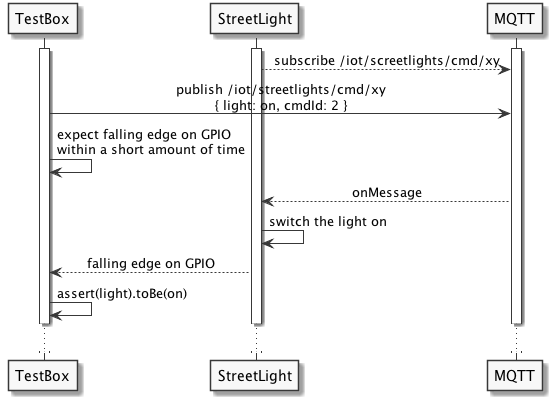 TestBox
StreetLight
MQTT
subscribe /iot/screetlights/cmd/xy
publish /iot/streetlights/cmd/xy
{ light: on, cmdId: 2 }
expect falling edge on GPIO
within a short amount of time
onMessage
switch the light on
falling edge on GPIO
assert(light).toBe(on)
TestBox
StreetLight
MQTT